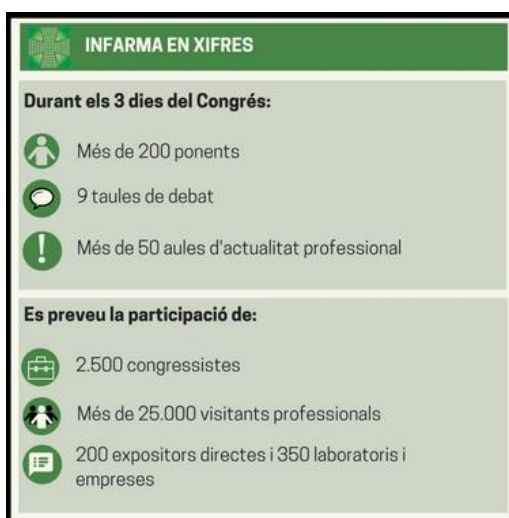 INFARMA EN XIFRES
Durant els 3 dies del Congrés:
Més de 200 ponents
9 taules de debat
Més de 50 aules d'actualitat professional
Es preveu la participació de:
2.500 congressistes
Més de 25.000 visitants professionals
200 expositors directes i 350 laboratoris i
empreses